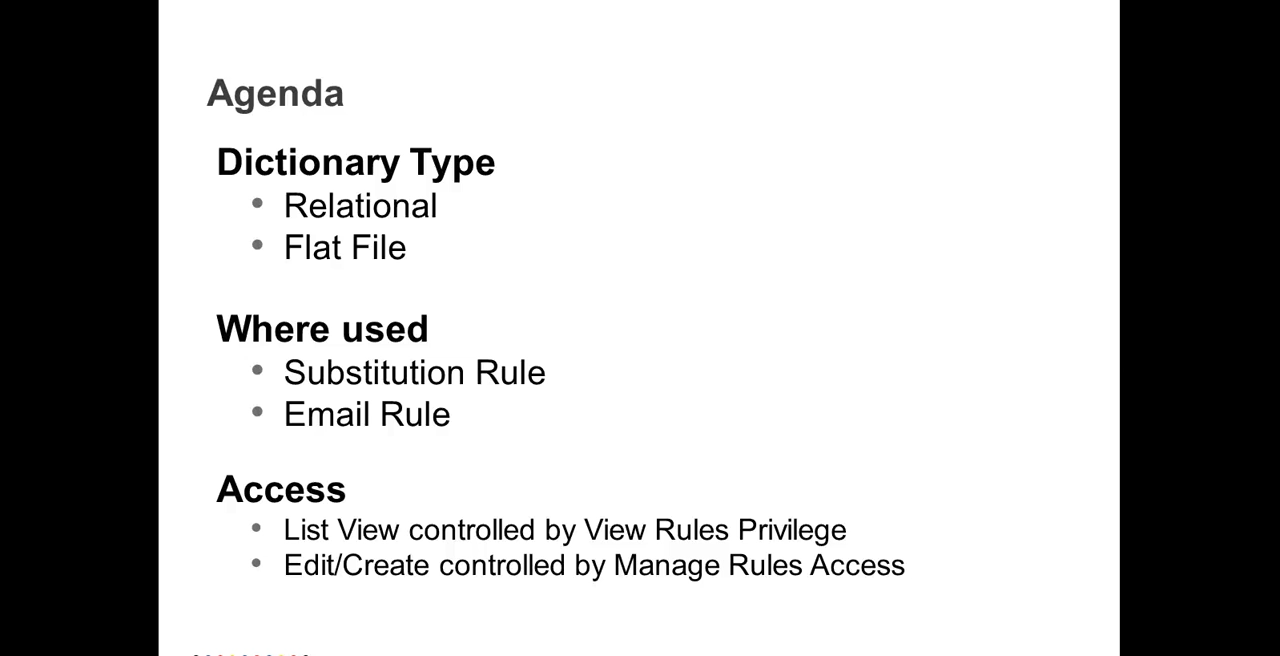 Agenda
Dictionary Type
• Relational
• Flat File
Where used
• Substitution Rule
• Email Rule
Access
• List View controlled by View Rules Privilege
• Edit/Create controlled by Manage Rules Access